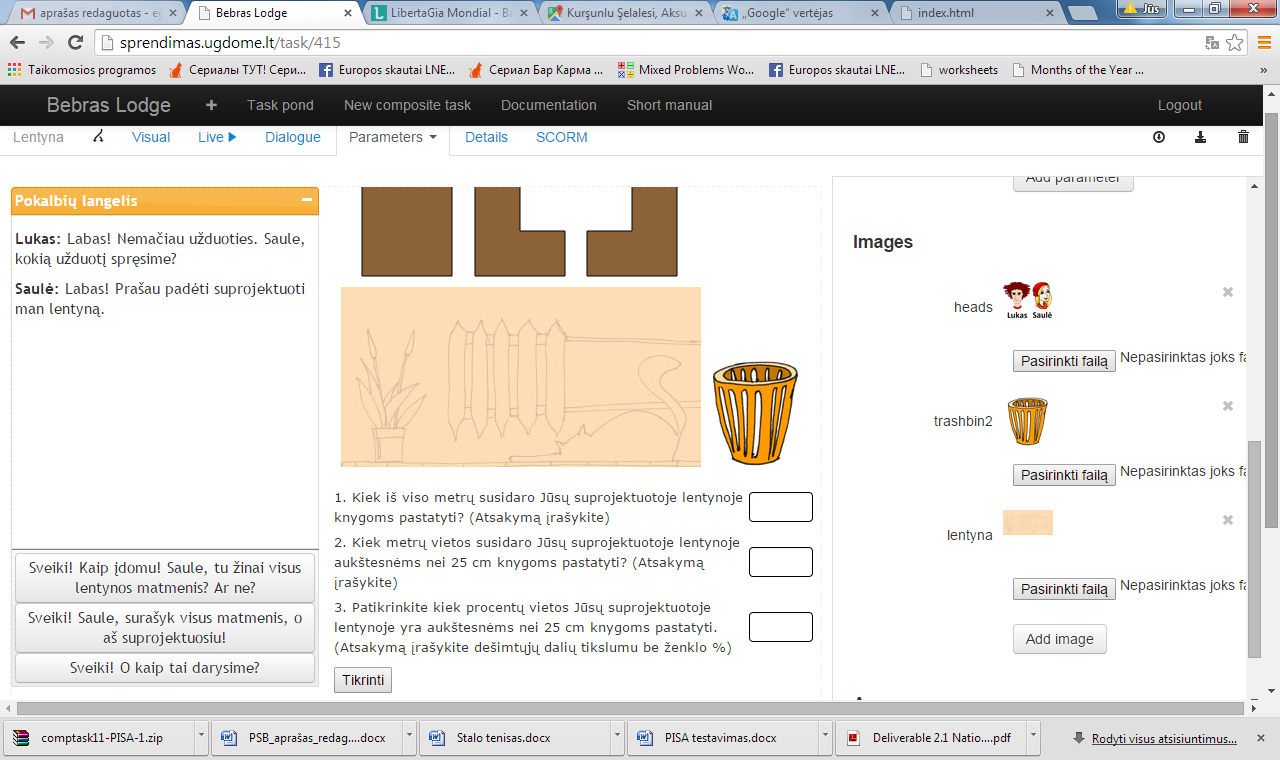 aprašas redaguotas - eg
Bebras Lodge
LibertaGia Mondial - Ba
Kurşunlu Şelalesi, Aksu
„Google“ vertėjas
index.html
Jūs
sprendimas.ugdome.lt/task/415
Taikomosios programos
Сериалы ТУТ! Сери...
Europos skautai LNE...
Сериал Бар Карма ...
Mixed Problems Wo...
Europos skautai LNE...
worksheets
Months of the Year ...
»
Bebras Lodge
+
Task pond
New composite task
Documentation
Short manual
Logout
Lentyna
Visual
Live
Dialogue
Parameters
Details
SCORM
Pokalbių langelis
Lukas: Labas! Nemačiau užduoties. Saule,
kokią užduotį spręsime?
Saulė: Labas! Prašau padėti suprojektuoti
man lentyną.
Sveiki! Kaip įdomu! Saule, tu žinai visus
lentynos matmenis? Ar ne?
Sveiki! Saule, surašyk visus matmenis, o
aš suprojektuosiu!
Sveiki! O kaip tai darysime?
1. Kiek iš viso metrų susidaro Jūsų suprojektuotoje lentynoje
knygoms pastatyti? (Atsakymą įrašykite)
2. Kiek metrų vietos susidaro Jūsų suprojektuotoje lentynoje
aukštesnėms nei 25 cm knygoms pastatyti? (Atsakymą
įrašykite)
3. Patikrinkite kiek procentų vietos Jūsų suprojektuotoje
lentynoje yra aukštesnėms nei 25 cm knygoms pastatyti.
(Atsakymą įrašykite dešimtųjų dalių tikslumu be ženklo %)
Tikrinti
Add parameter
Images
heads
Lukas Saulė
Pasirinkti failą Nepasirinktas joks fa
trashbin2
Pasirinkti failą Nepasirinktas joks fa
lentyna
Pasirinkti failą Nepasirinktas joks fa
Add image
comptask11-PISA-1.zip
PSB_aprašas_redag....docx
Stalo tenisas.docx
PISA testavimas.docx
Deliverable 2.1 Natio....pdf
Rodyti visus atsisiuntimus...